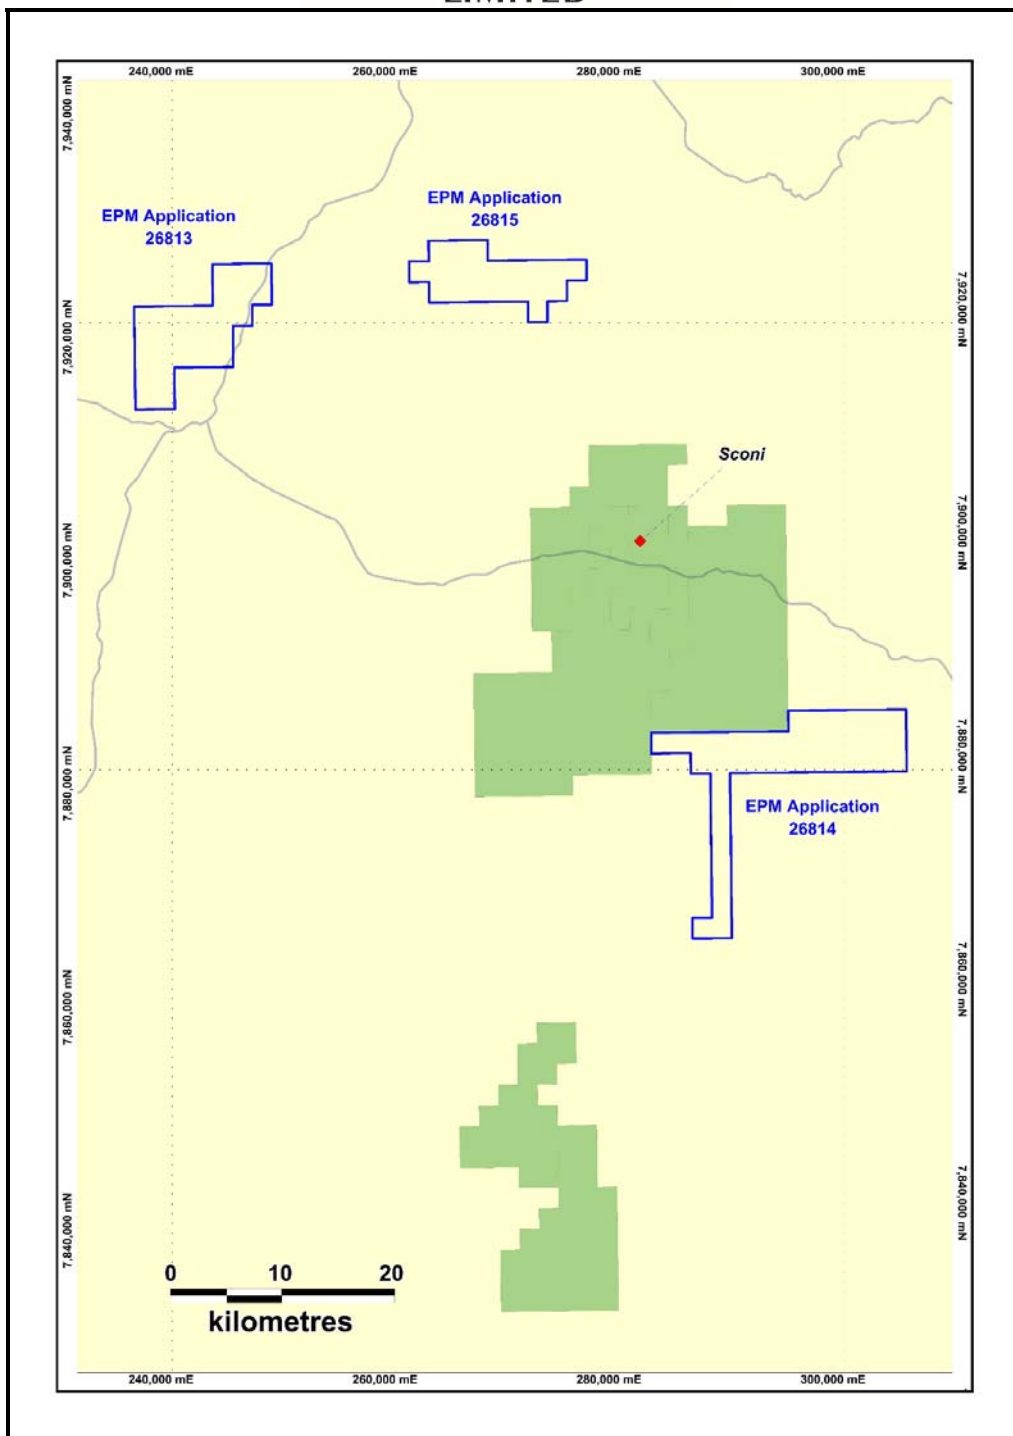 LIMITED
240,000 mE
260,000 mE
280,000 mE
300,000 mE
7,940,000 mN
EPM Application
26813
EPM Application
26815
7,920,000 mN
7,920,000 mN
Sconi
7,900,000 mN
7,900,000 mN
7,880,000 mN
7,880,000 mN
EPM Application
26814
7,860,000 mN
7,860,000 mN
7,840,000 mN
7,840,000 mN
0 10 20
kilometres
240,000 mE
260,000 mE
280,000 mE
300,000 mE